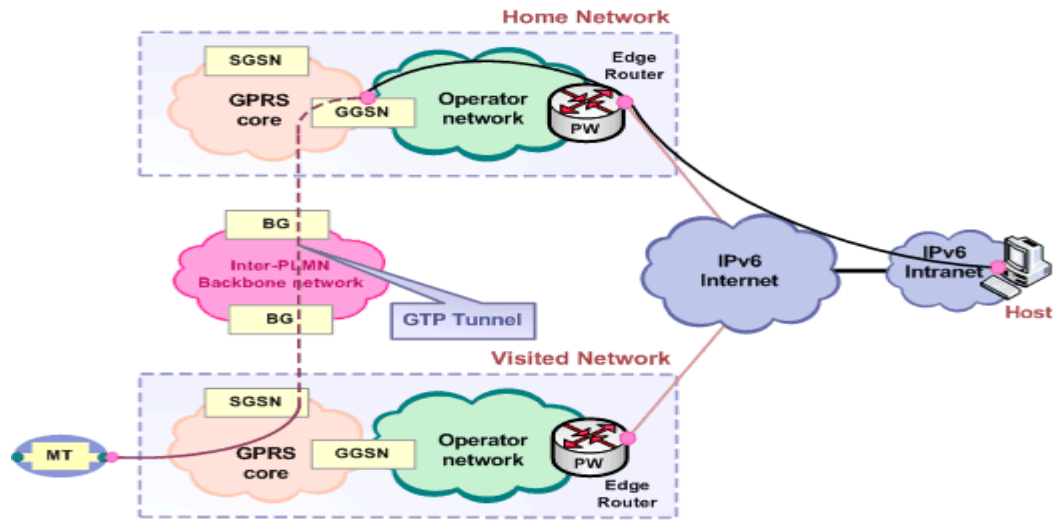 Home Network
SGSN
GPRS
core
GGSN
Operator
network
Edge
Router
PW
BG
Inter-PLMN
Backbone network
BG
GTP Tunnel
IPv6
Internet
IPv6
Intranet
Host
Visited Network
SGSN
MT
GPRS
core
GGSN
Operator
network
PW
Edge
Router